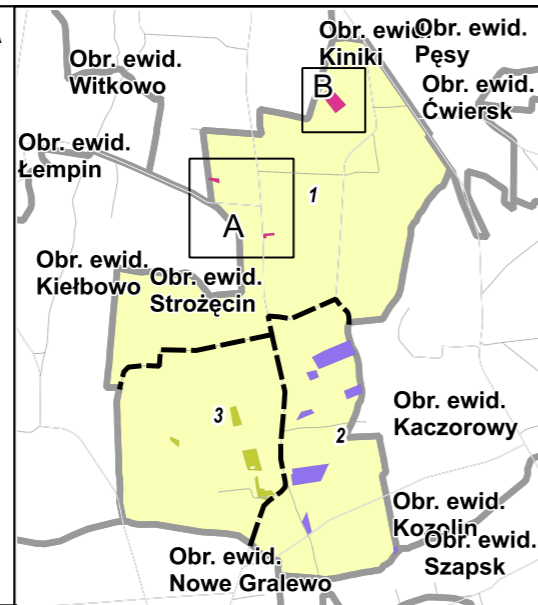 Obr. ewid.
Kiniki
Obr. ewid.
Pęsy
Obr. ewid.
Witkowo
B
Obr. ewid.
Ćwiersk
Obr. ewid.
Łempin
1
A
Obr. ewid.
Kiełbowo
Obr. ewid.
Strożęcin
3
2
Obr. ewid.
Kaczorowy
Obr. ewid.
Kozolin
Obr. ewid.
Szapsk
Obr. ewid.
Nowe Gralewo